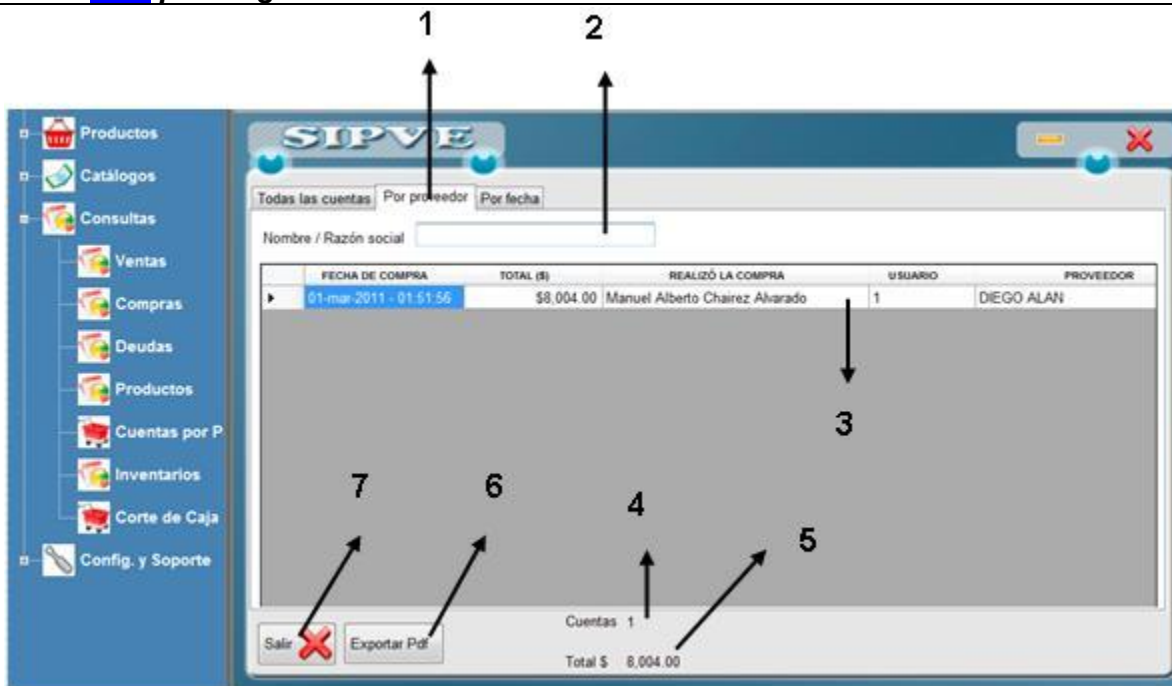 1 2
Productos
Catálogos
Consultas
Ventas
Compras
Deudas
Productos
Cuentas por P
Inventarios
Corte de Caja
Config. y Soporte
SIPVE
Todas las cuentas Por proveedor Por fecha
Nombre / Razón social
FECHA DE COMPRA TOTAL ($) REALIZÓ LA COMPRA USUARIO PROVEEDOR
01-mar-2011 - 01:51:56 $8,004.00 Manuel Alberto Chairez Alvarado 1 DIEGO ALAN
3
7 6 4 5
Cuentas 1
Salir Exportar Pdf
Total $ 8,004.00